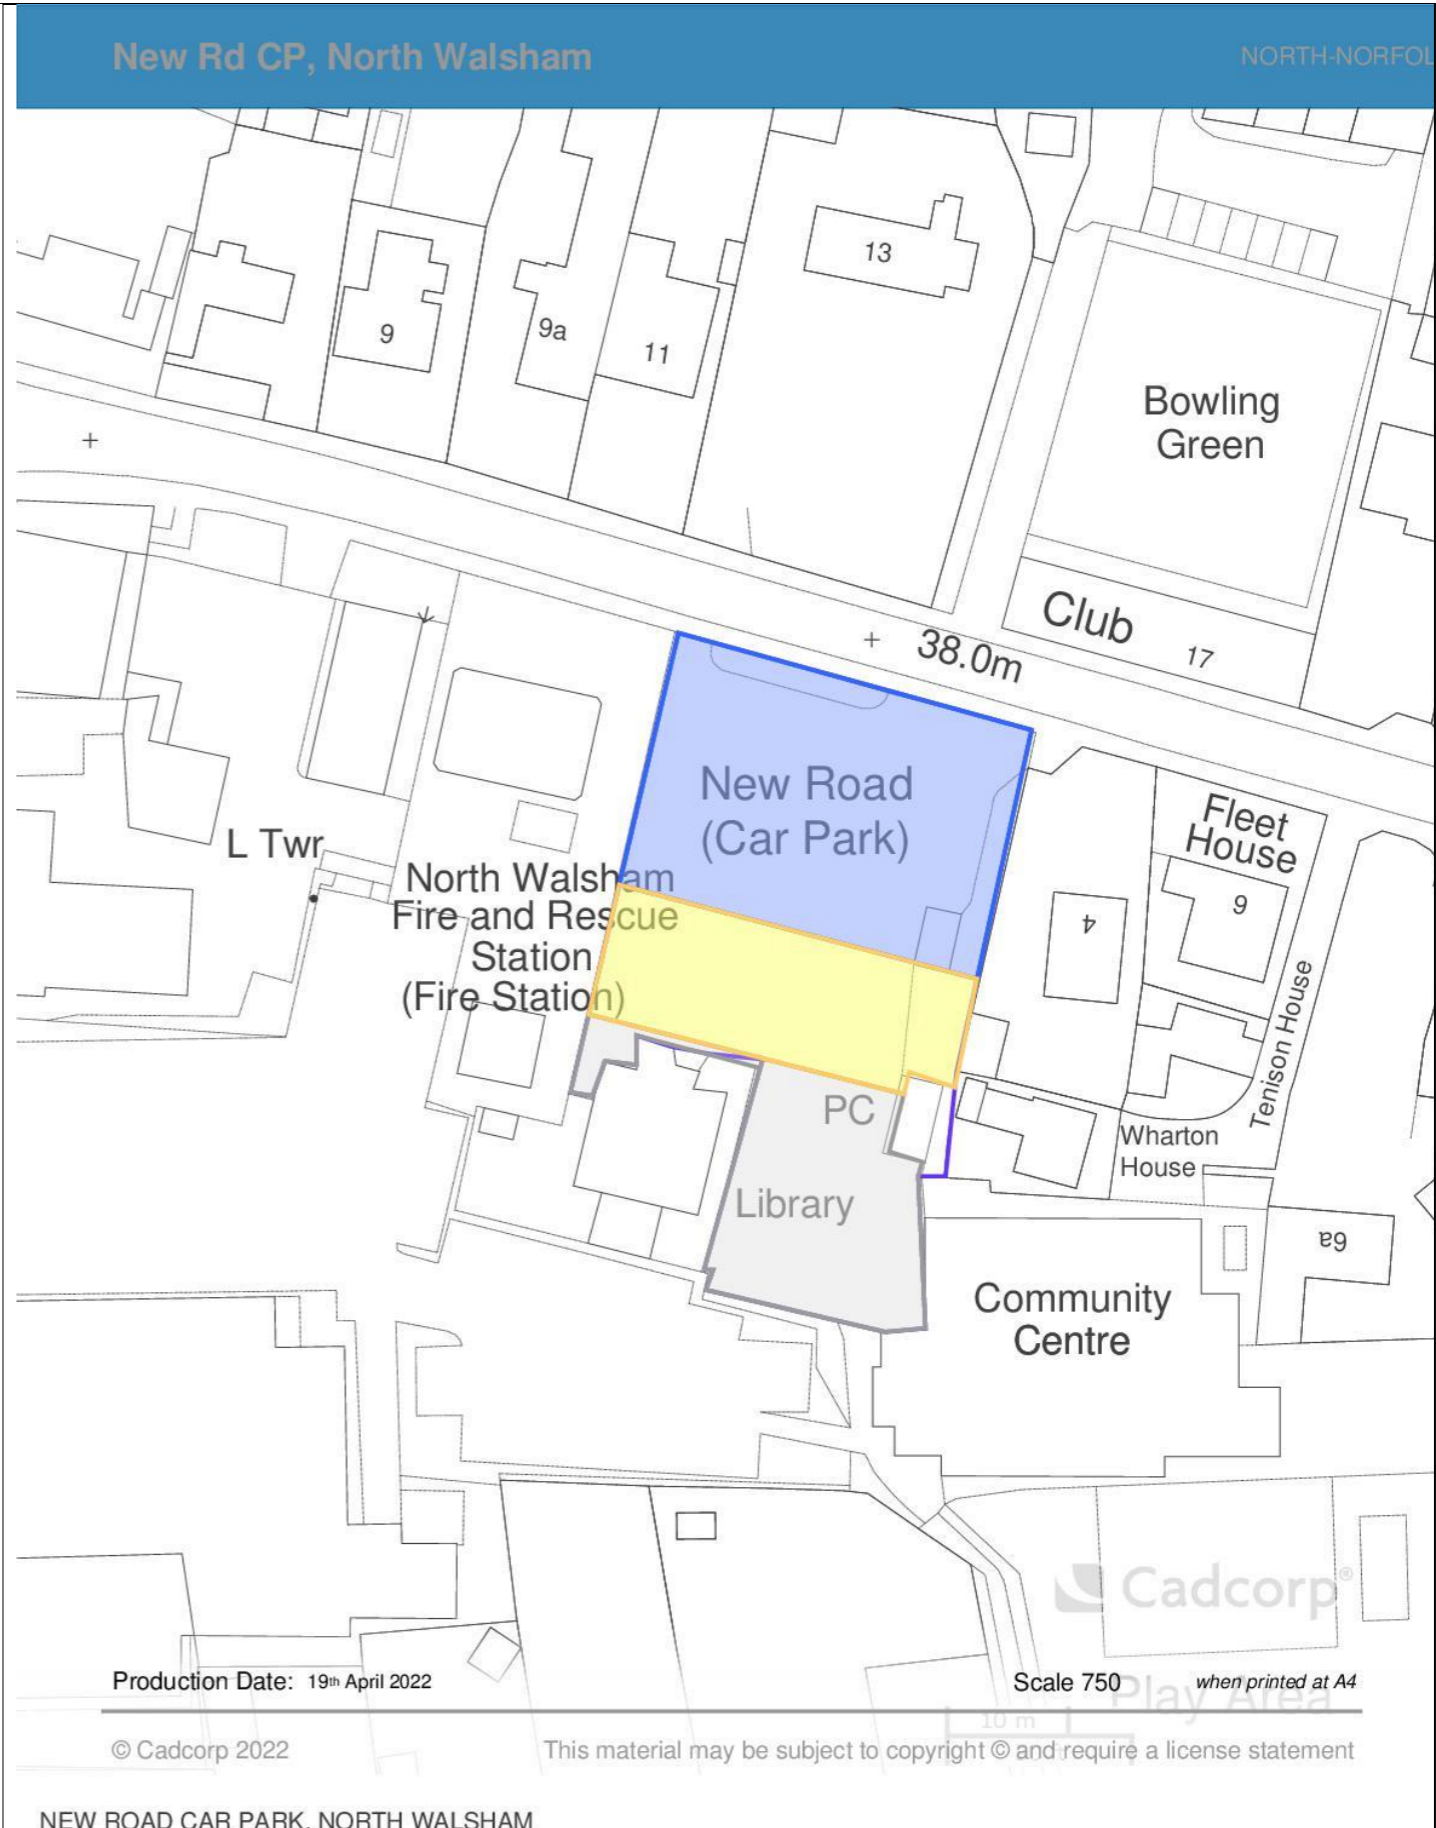 New Rd CP, North Walsham
NORTH-NORFOL
13
9
9a
11
Bowling
Green
Club
17
38.0m
New Road
(Car Park)
Fleet
House
L Twr
North Walsham
Fire and Rescue
Station
(Fire Station)
4
6
Tenison House
PC
Wharton
House
Library
6a
Community
Centre
Cadcorp®
Production Date: 19th April 2022
Scale 750
when printed at A4
Play Area
10 m
© Cadcorp 2022
This material may be subject to copyright © and require a license statement
NEW ROAD CAR PARK, NORTH WALSHAM